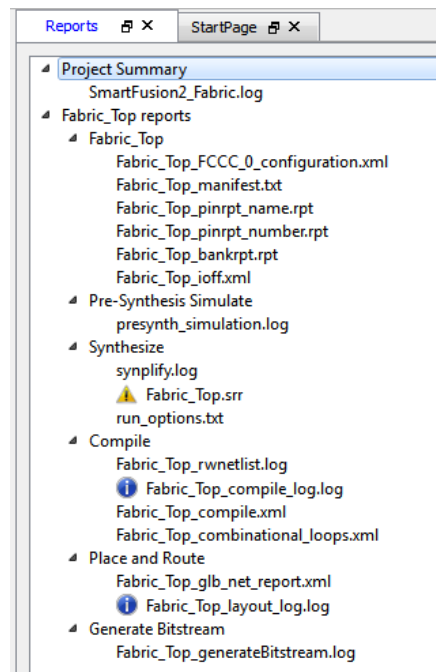 Reports StartPage
Project Summary
SmartFusion2_Fabric.log
Fabric_Top reports
Fabric_Top
Fabric_Top_FCCC_0_configuration.xml
Fabric_Top_manifest.txt
Fabric_Top_pinrpt_name.rpt
Fabric_Top_pinrpt_number.rpt
Fabric_Top_bankrpt.rpt
Fabric_Top_ioff.xml
Pre-Synthesis Simulate
presynth_simulation.log
Synthesize
synplify.log
Fabric_Top.srr
run_options.txt
Compile
Fabric_Top_rwnetlist.log
Fabric_Top_compile_log.log
Fabric_Top_compile.xml
Fabric_Top_combinational_loops.xml
Place and Route
Fabric_Top_glb_net_report.xml
Fabric_Top_layout_log.log
Generate Bitstream
Fabric_Top_generateBitstream.log